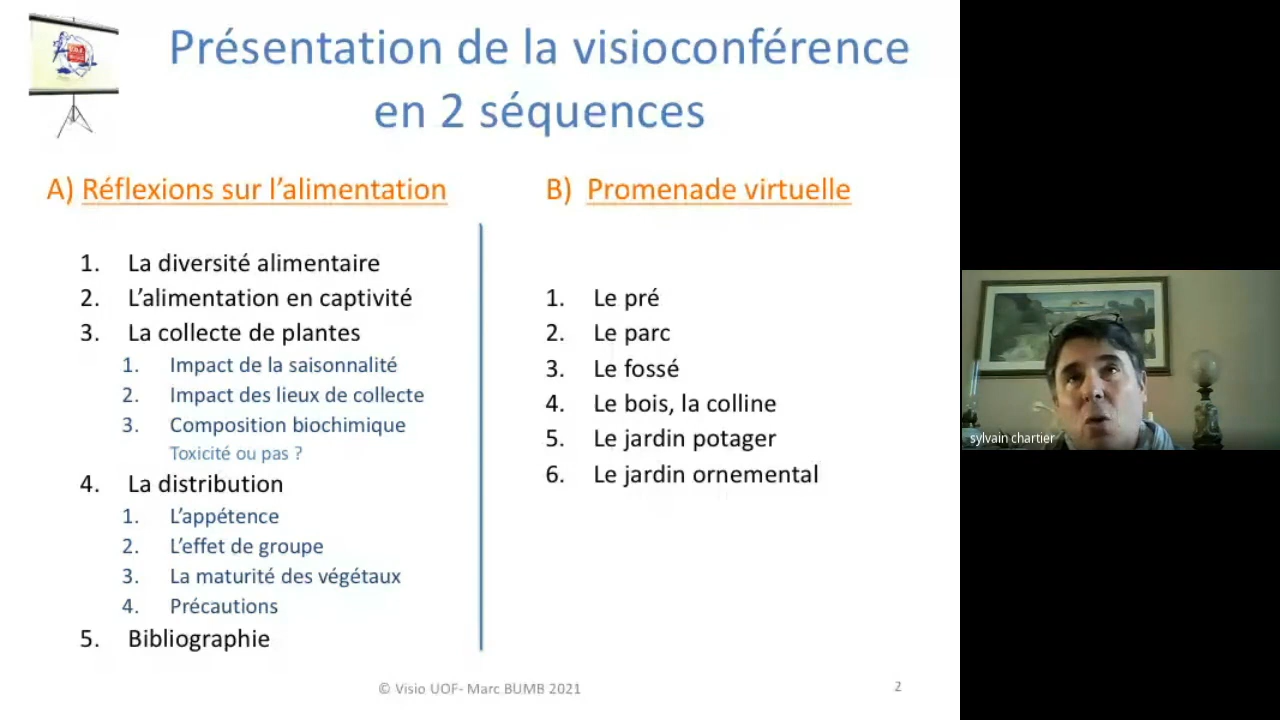 Présentation de la visioconférence
en 2 séquences
A) Réflexions sur l’alimentation
1. La diversité alimentaire
2. L’alimentation en captivité
3. La collecte de plantes
1. Impact de la saisonnalité
2. Impact des lieux de collecte
3. Composition biochimique
Toxicité ou pas ?
4. La distribution
1. L’appétence
2. L’effet de groupe
3. La maturité des végétaux
4. Précautions
5. Bibliographie
B) Promenade virtuelle
1. Le pré
2. Le parc
3. Le fossé
4. Le bois, la colline
5. Le jardin potager
6. Le jardin ornemental
© Visio UOF- Marc BUMB 2021
2
sylvain chartier